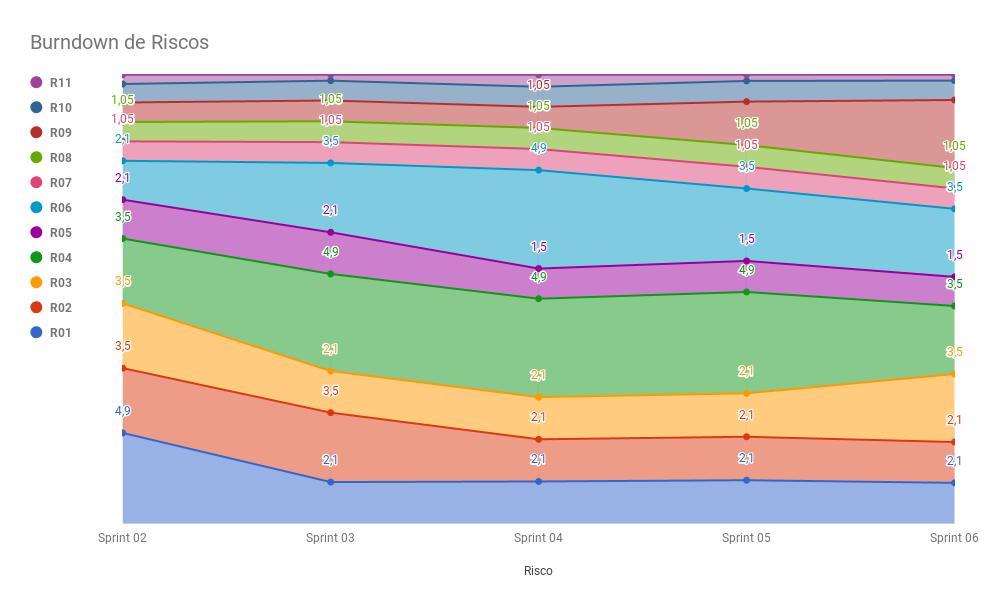 Burndown de Riscos
R11
R10
R09
R08
R07
R06
R05
R04
R03
R02
R01
1,05
1,05
2,1
2,1
3,5
3,5
3,5
4,9
1,05
1,05
3,5
2,1
4,9
2,1
3,5
2,1
1,05
1,05
1,05
4,9
1,5
4,9
2,1
2,1
2,1
1,05
1,05
3,5
1,5
4,9
2,1
2,1
2,1
1,05
1,05
3,5
1,5
3,5
3,5
2,1
2,1
Sprint 02
Sprint 03
Sprint 04
Sprint 05
Sprint 06
Risco